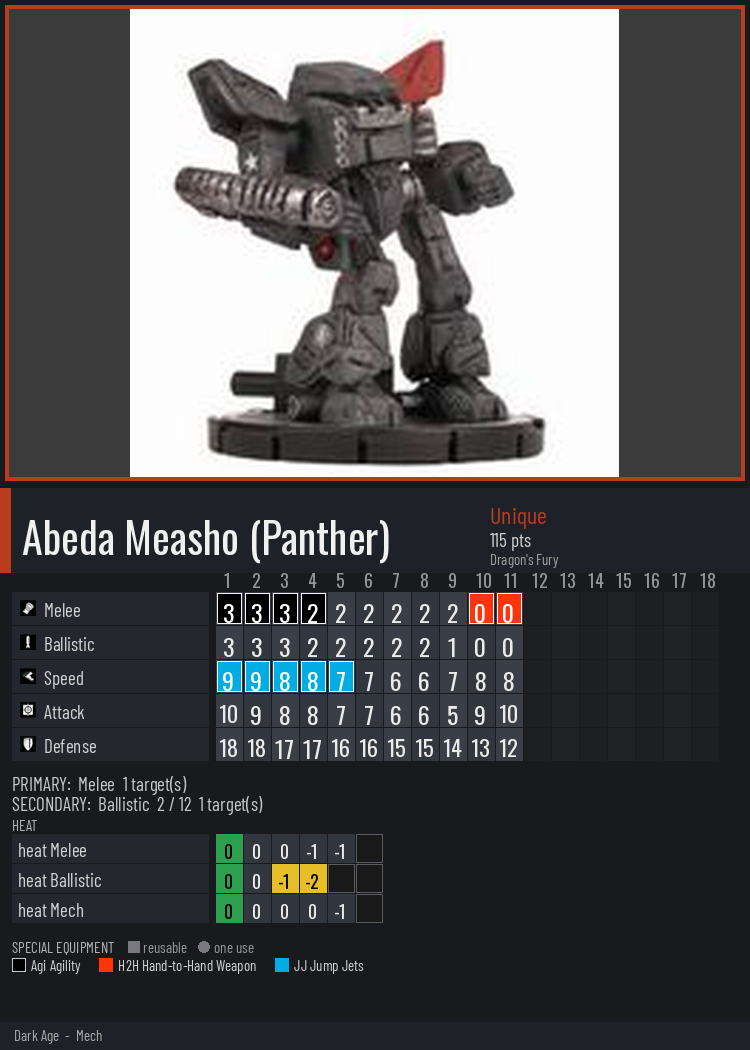 Abeda Measho (Panther)
Unique
115 pts
Dragon's Fury
1 2 3 4 5 6 7 8 9 10 11 12 13 14 15 16 17 18
Melee 3 3 3 2 2 2 2 2 2 0 0
Ballistic 3 3 3 2 2 2 2 2 1 0 0
Speed 9 9 8 8 7 7 6 6 7 8 8
Attack 10 9 8 8 7 7 6 6 5 9 10
Defense 18 18 17 17 16 16 15 15 14 13 12
PRIMARY: Melee 1 target(s)
SECONDARY: Ballistic 2 / 12 1 target(s)
HEAT
heat Melee 0 0 0 -1 -1
heat Ballistic 0 0 -1 -2
heat Mech 0 0 0 0 -1
SPECIAL EQUIPMENT reusable one use
Agi Agility H2H Hand-to-Hand Weapon JJ Jump Jets
Dark Age - Mech